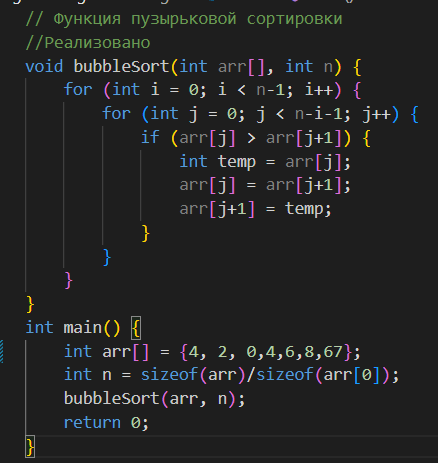 // Функция пузырьковой сортировки
//Реализовано
void bubbleSort(int arr[], int n) {
for (int i = 0; i < n-1; i++) {
for (int j = 0; j < n-i-1; j++) {
if (arr[j] > arr[j+1]) {
int temp = arr[j];
arr[j] = arr[j+1];
arr[j+1] = temp;
}
}
}
}
int main() {
int arr[] = {4, 2, 0,4,6,8,67};
int n = sizeof(arr)/sizeof(arr[0]);
bubbleSort(arr, n);
return 0;
}